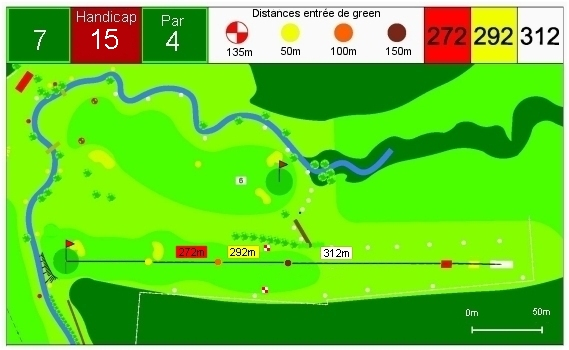 7
Handicap
15
Par
4
Distances entrée de green
135m
50m
100m
150m
272
292
312
6
272m
292m
312m
0m
50m